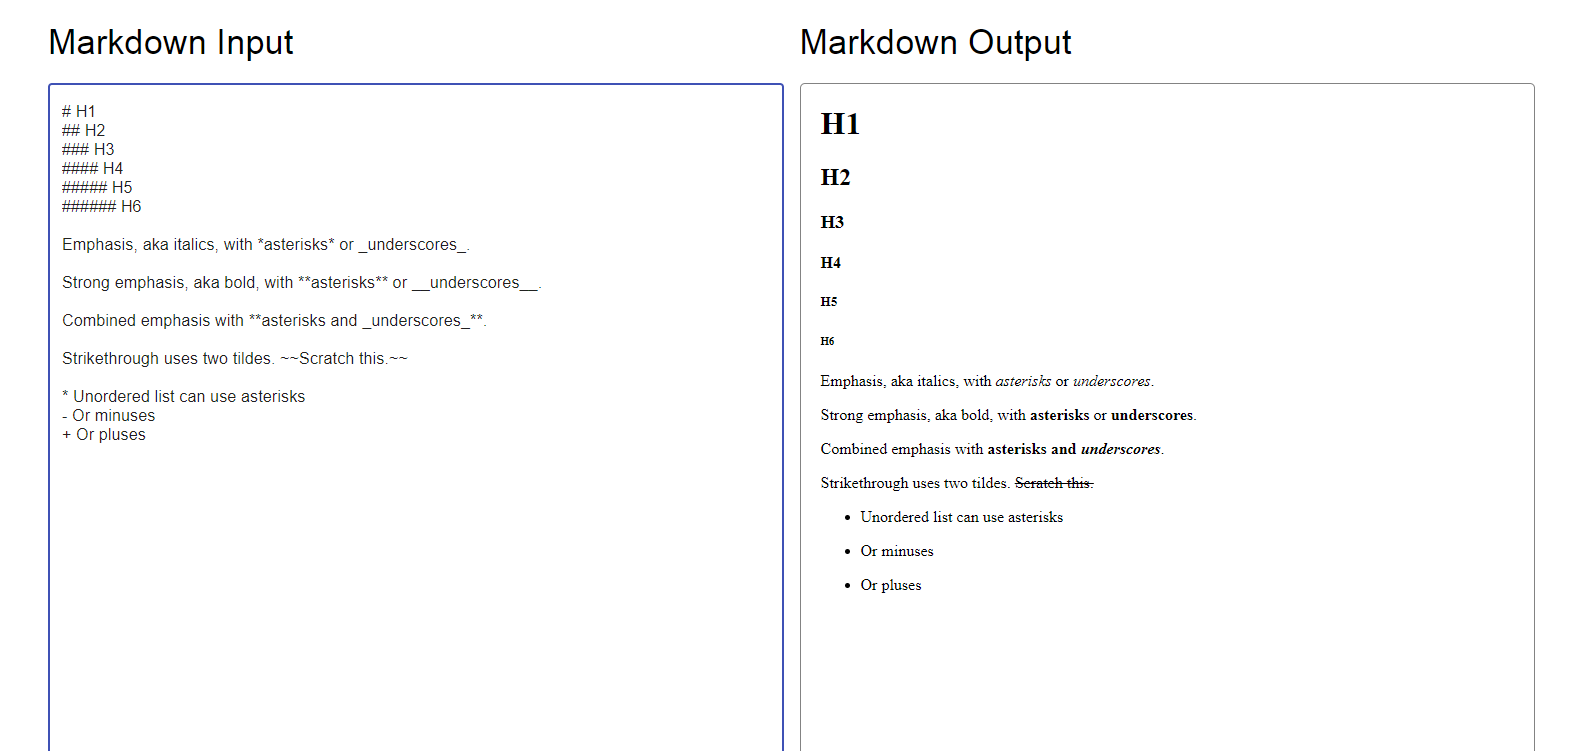 Markdown Input
# H1
## H2
### H3
#### H4
##### H5
###### H6
Emphasis, aka italics, with *asterisks* or _underscores_.
Strong emphasis, aka bold, with **asterisks** or __underscores__.
Combined emphasis with **asterisks and _underscores_**.
Strikethrough uses two tildes. ~~Scratch this.~~
* Unordered list can use asterisks
- Or minuses
+ Or pluses
Markdown Output
H1
H2
H3
H4
H5
H6
Emphasis, aka italics, with asterisks or underscores.
Strong emphasis, aka bold, with asterisks or underscores.
Combined emphasis with asterisks and underscores.
Strikethrough uses two tildes. Scratch this.
• Unordered list can use asterisks
• Or minuses
• Or pluses